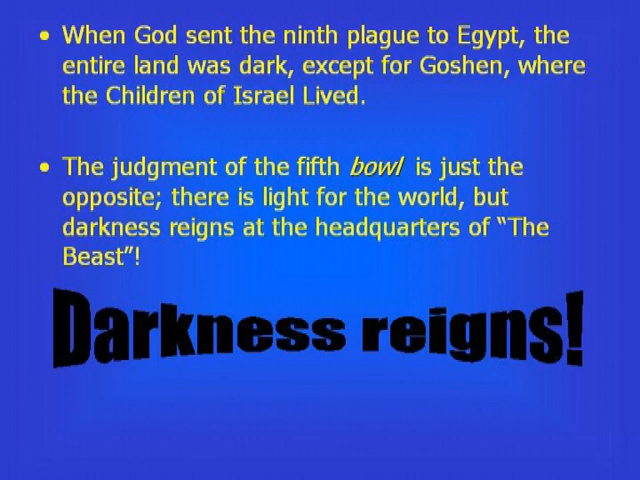 • When God sent the ninth plague to Egypt, the
entire land was dark, except for Goshen, where
the Children of Israel Lived.
• The judgment of the fifth bowl is just the
opposite; there is light for the world, but
darkness reigns at the headquarters of “The
Beast”!
Darkness reigns!